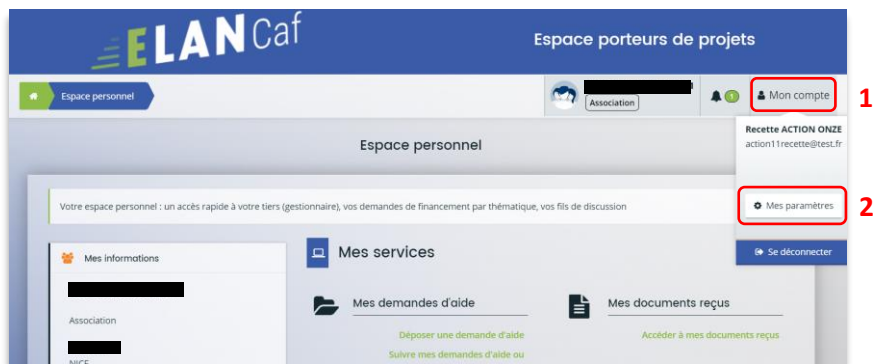 ELANCaf
Espace porteurs de projets
Espace personnel
Association
1
Mon compte
1
Recette ACTION ONZE
action11recette@test.fr
Mes paramètres
2
Se déconnecter
Espace personnel
Votre espace personnel : un accès rapide à votre tiers (gestionnaire), vos demandes de financement par thématique, vos fils de discussion
Mes informations
Association
NICE
Mes services
Mes demandes d'aide
Déposer une demande d'aide
Suivre mes demandes d'aide ou
Mes documents reçus
Accéder à mes documents reçus